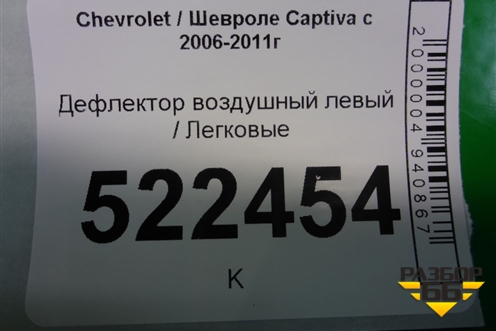 Chevrolet / Шевроле Captiva с
2006-2011г
Дефлектор воздушный левый
/ Легковые
522454
К
2000004940867
РАЗБОР
66